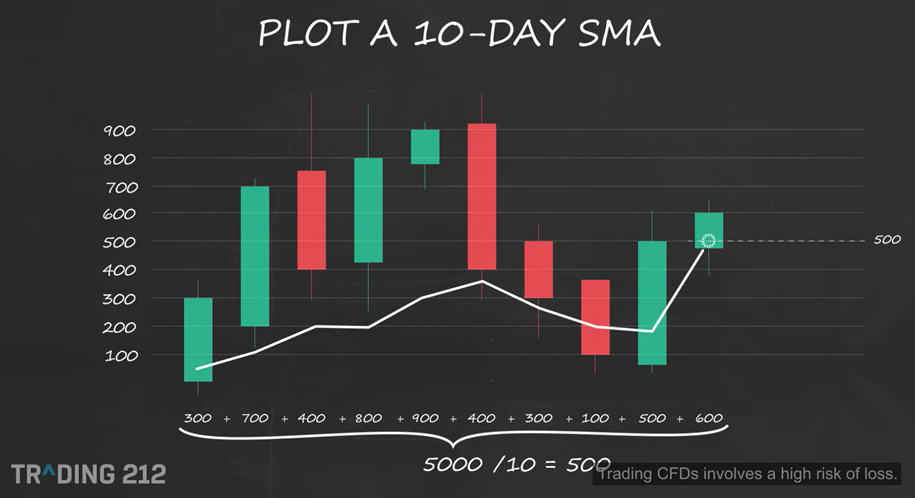 PLOT A 10-DAY SMA
900
800
700
600
500
500
400
300
200
100
300 + 700 + 400 + 800 + 900 + 400 + 300 + 100 + 500 + 600
5000 /10 = 500
TRADING 212
Trading CFDs involves a high risk of loss.